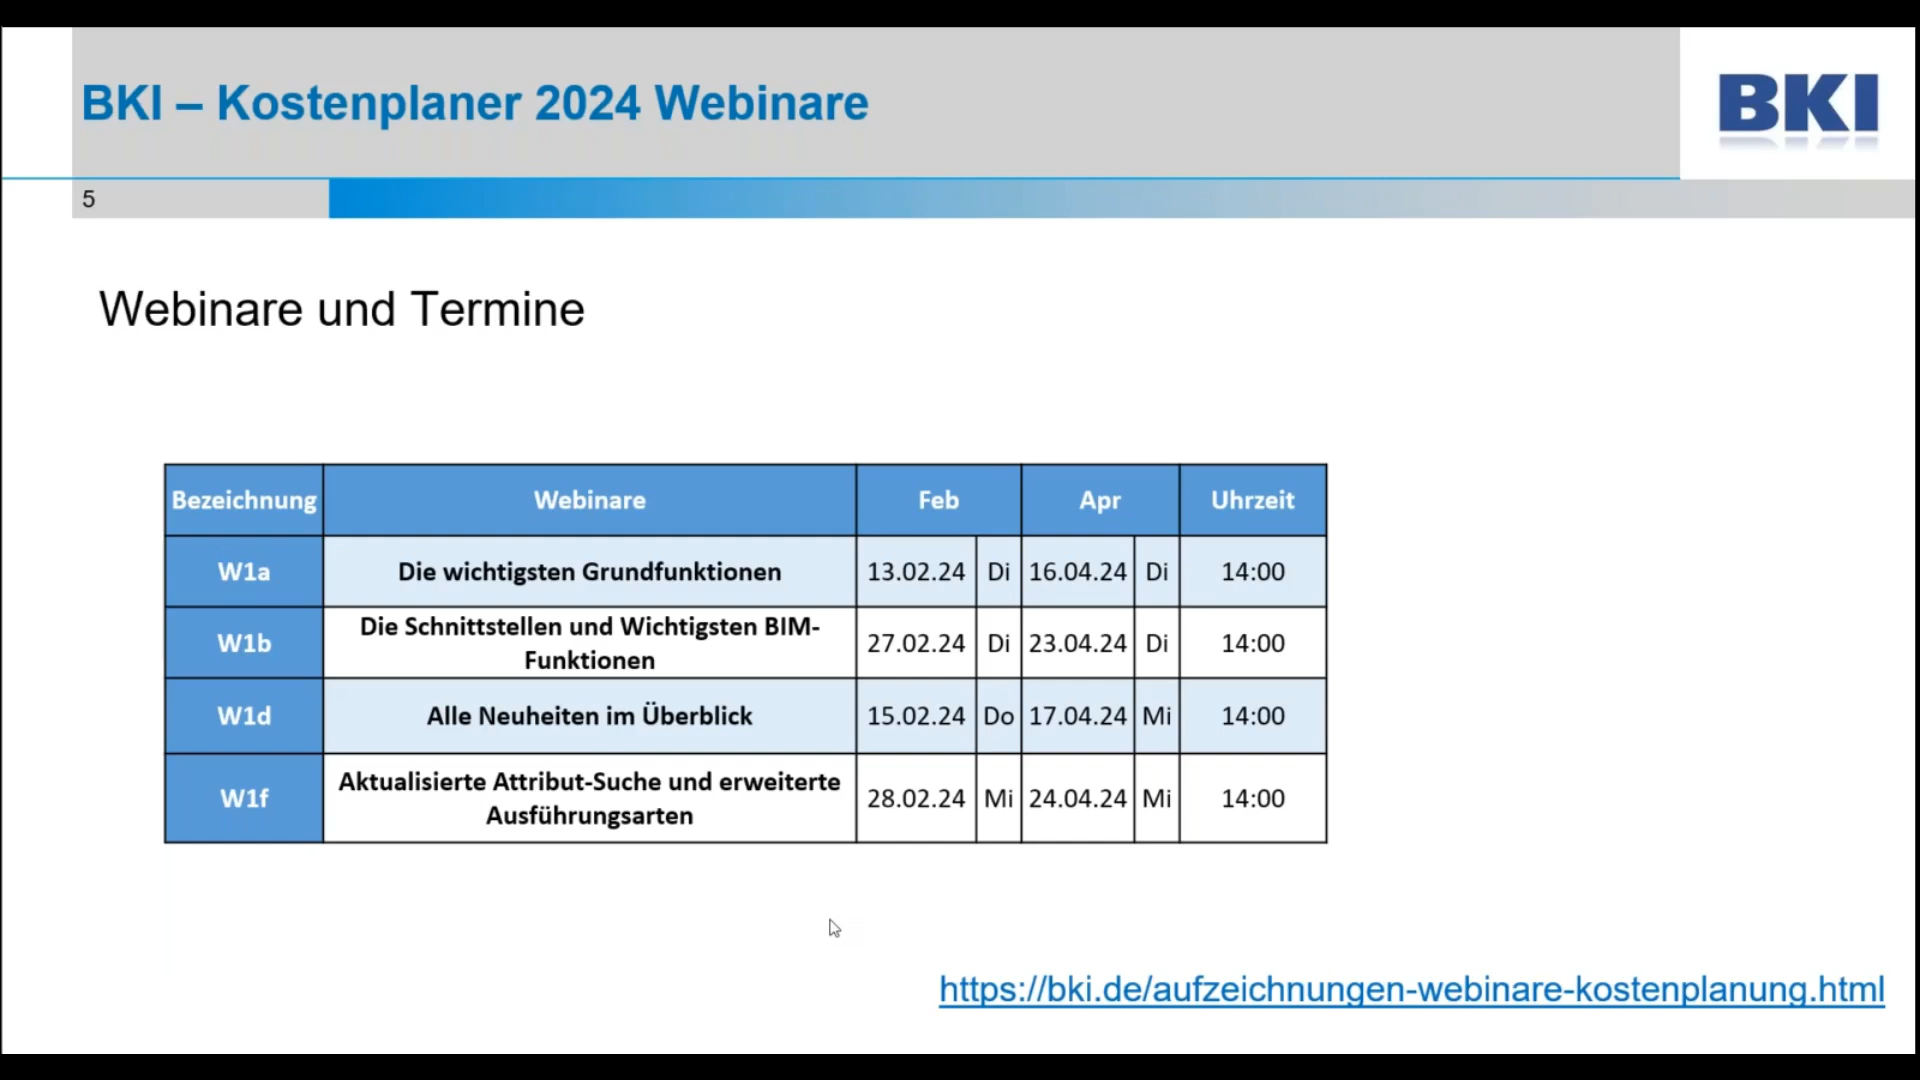 BKI – Kostenplaner 2024 Webinare
BKI
5
Webinare und Termine
Bezeichnung Webinare Feb Apr Uhrzeit
W1a Die wichtigsten Grundfunktionen 13.02.24 Di 16.04.24 Di 14:00
W1b Die Schnittstellen und Wichtigsten BIM-
Funktionen 27.02.24 Di 23.04.24 Di 14:00
W1d Alle Neuheiten im Überblick 15.02.24 Do 17.04.24 Mi 14:00
W1f Aktualisierte Attribut-Suche und erweiterte
Ausführungsarten 28.02.24 Mi 24.04.24 Mi 14:00
https://bki.de/aufzeichnungen-webinare-kostenplanung.html